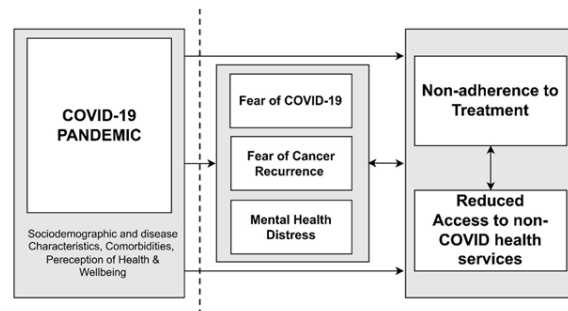 COVID-19
PANDEMIC
Sociodemographic and disease
Characteristics, Comorbidities,
Pereception of Health &
Wellbeing
Fear of COVID-19
Fear of Cancer
Recurrence
Mental Health
Distress
Non-adherence to
Treatment
Reduced
Access to non-
COVID health
services